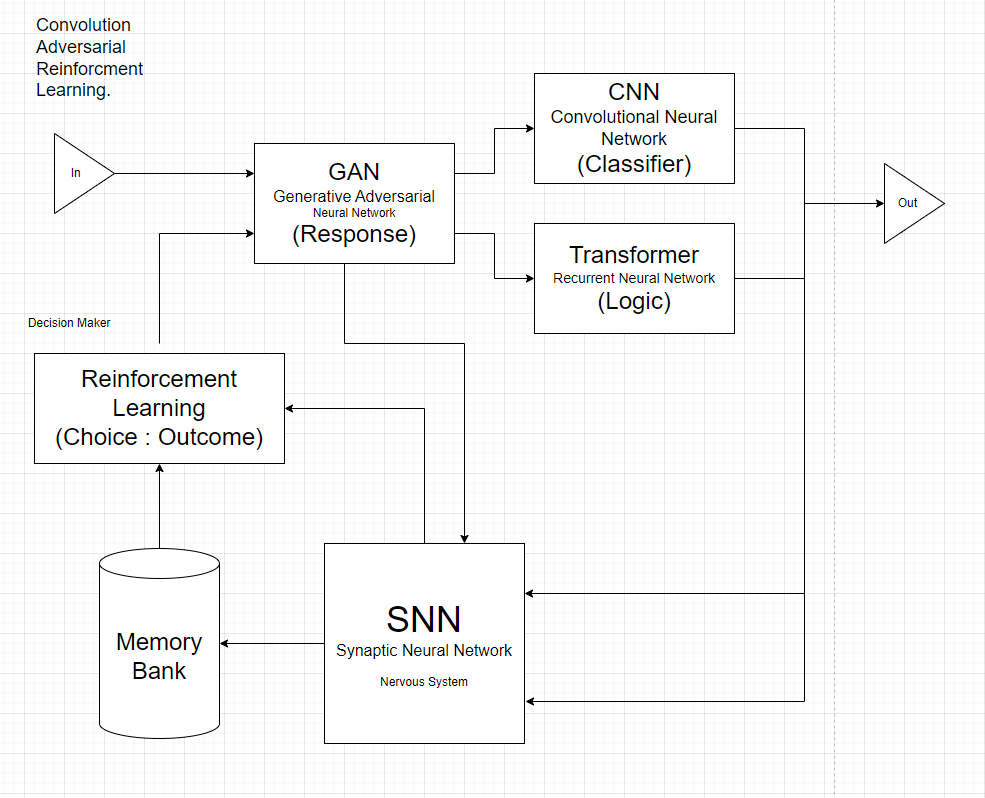 Convolution
Adversarial
Reinforcment
Learning.
In
GAN
Generative Adversarial
Neural Network
(Response)
CNN
Convolutional Neural
Network
(Classifier)
Out
Transformer
Recurrent Neural Network
(Logic)
Decision Maker
Reinforcement
Learning
(Choice : Outcome)
Memory
Bank
SNN
Synaptic Neural Network
Nervous System